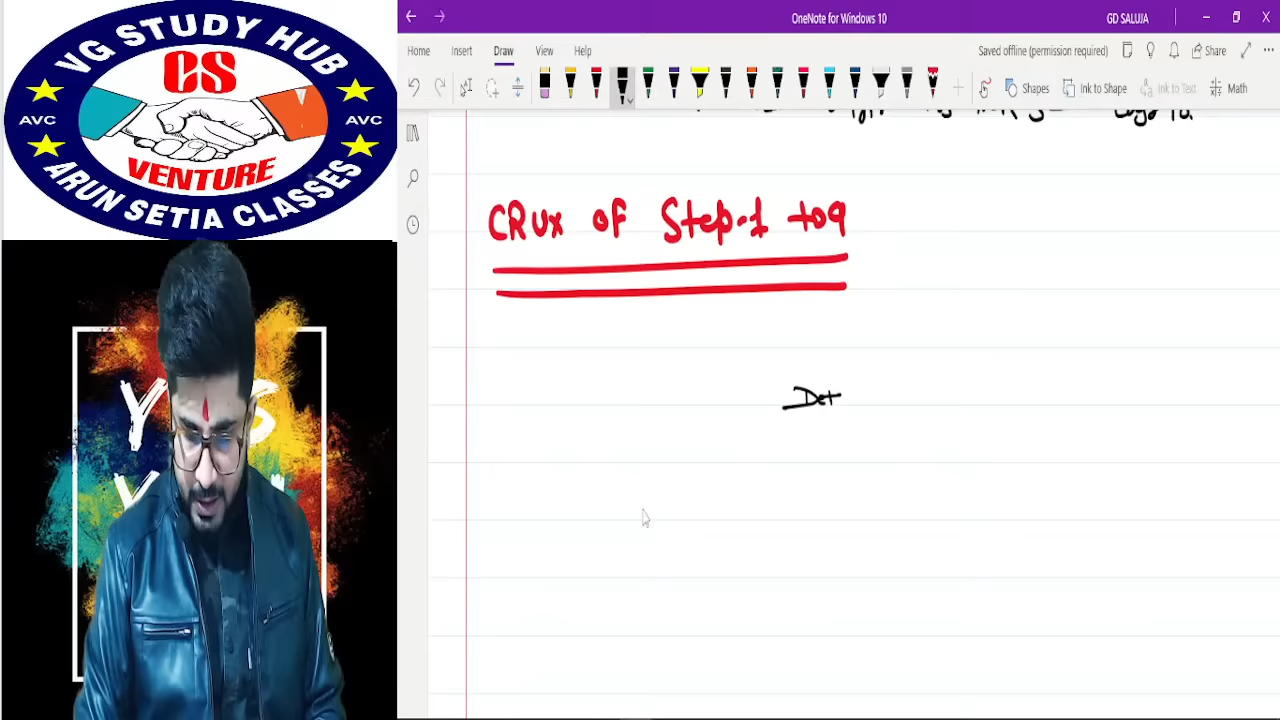 VG STUDY HUB
CS
AVC
AVC
VENTURE
ARUN SETIA CLASSES
OneNote for Windows 10
GD SALUJA
Home Insert Draw View Help
Saved offline (permission required)
Share
Shapes
Ink to Shape
Ink to Text
Math
CRUX OF Step-1 to 9
Det
Y S
Y